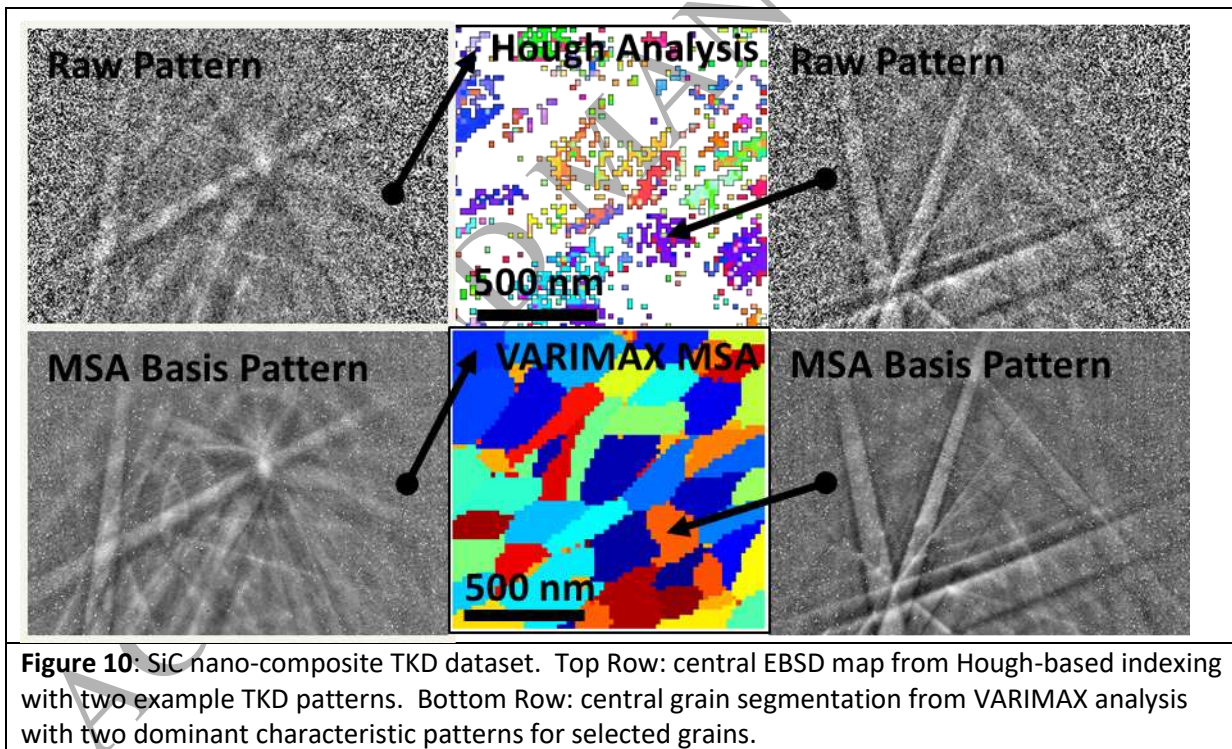 Raw Pattern
Hough Analysis
Raw Pattern
500 nm
MSA Basis Pattern
VARIMAX MSA
MSA Basis Pattern
500 nm
Figure 10: SiC nano-composite TKD dataset. Top Row: central EBSD map from Hough-based indexing
with two example TKD patterns. Bottom Row: central grain segmentation from VARIMAX analysis
with two dominant characteristic patterns for selected grains.